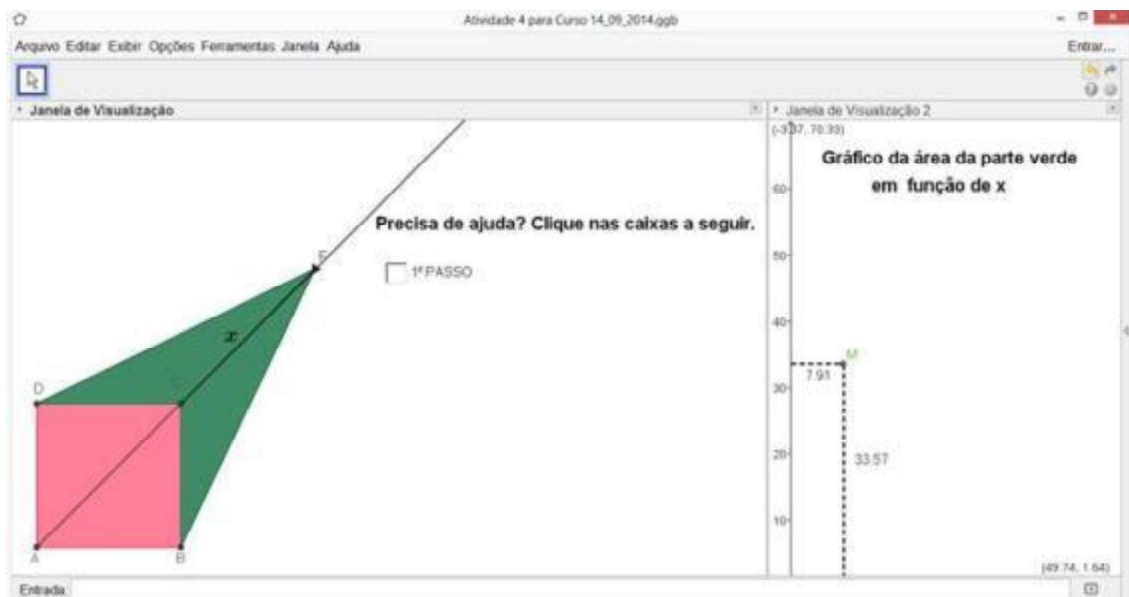 Atividade 4 para Curso 14_09_2014.ggb
Arquivo Editar Exibir Opções Ferramentas Janela Ajuda
Entrar...
Janela de Visualização
Janela de Visualização 2
Precisa de ajuda? Clique nas caixas a seguir.
1º PASSO
x
D
A
B
Gráfico da área da parte verde
em função de x
60
50
40
30
20
10
M
7.91
33.57
(49.74, 1.64)
Entrada